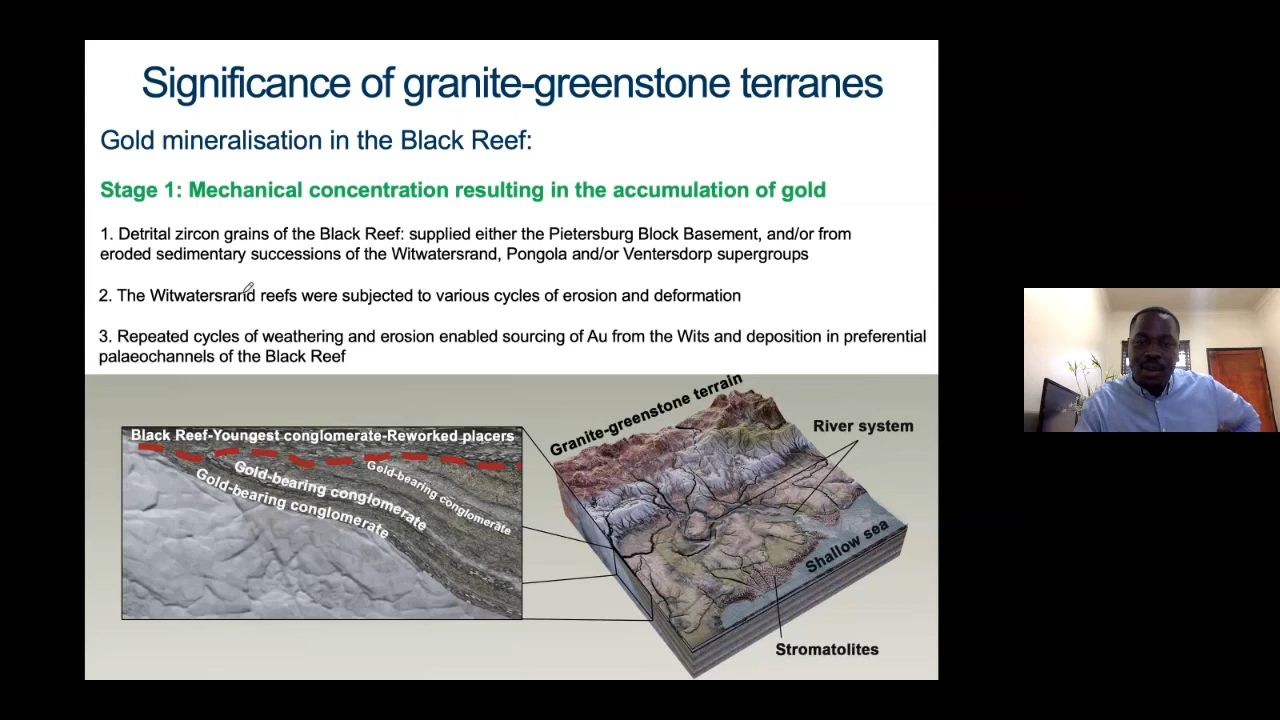 Significance of granite-greenstone terranes
Gold mineralisation in the Black Reef:
Stage 1: Mechanical concentration resulting in the accumulation of gold
1. Detrital zircon grains of the Black Reef: supplied either the Pietersburg Block Basement, and/or from
eroded sedimentary successions of the Witwatersrand, Pongola and/or Ventersdorp supergroups
2. The Witwatersrand reefs were subjected to various cycles of erosion and deformation
3. Repeated cycles of weathering and erosion enabled sourcing of Au from the Wits and deposition in preferential
palaeochannels of the Black Reef
Black Reef-Youngest conglomerate-Reworked placers
Gold-bearing conglomerate
Gold-bearing conglomerate
Gold-bearing conglomerate
Granite-greenstone terrain
River system
Shallow sea
Stromatolites